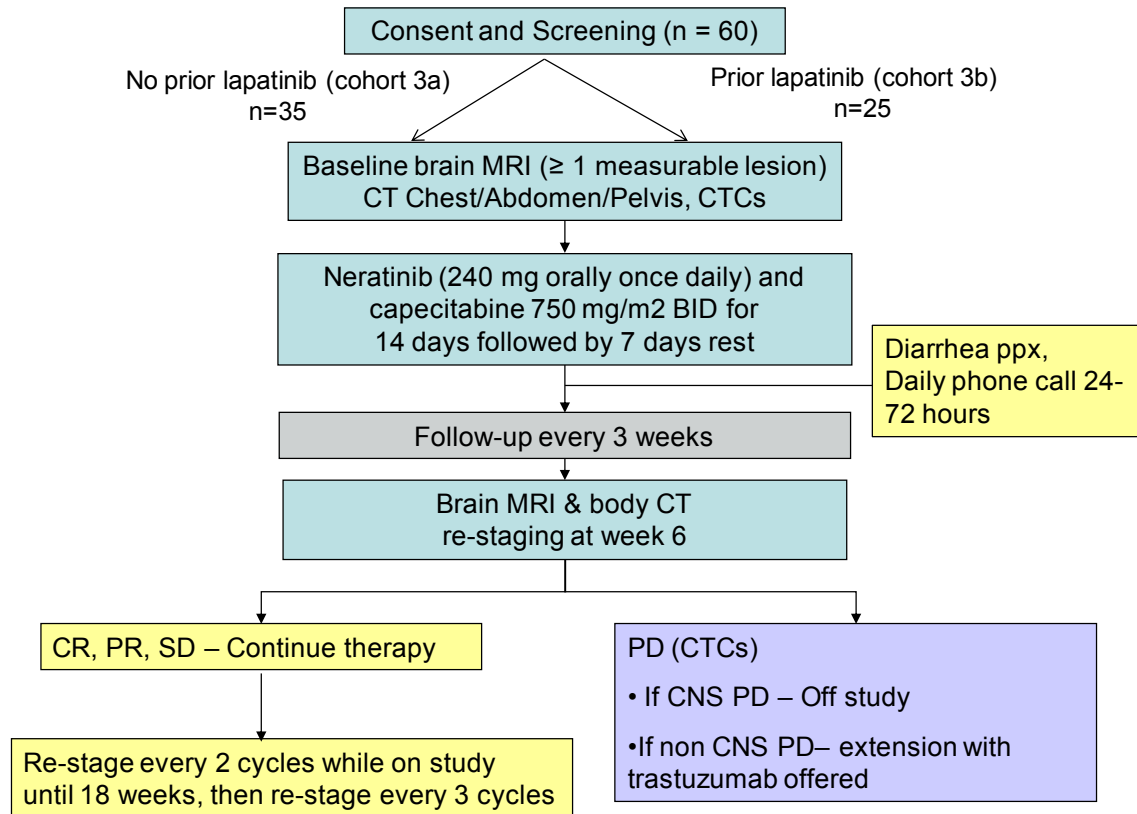 Consent and Screening (n = 60)
No prior lapatinib (cohort 3a)
n=35
Prior lapatinib (cohort 3b)
n=25
Baseline brain MRI (≥ 1 measurable lesion)
CT Chest/Abdomen/Pelvis, CTCs
Neratinib (240 mg orally once daily) and
capecitabine 750 mg/m2 BID for
14 days followed by 7 days rest
Diarrhea ppx,
Daily phone call 24-
72 hours
Follow-up every 3 weeks
Brain MRI & body CT
re-staging at week 6
CR, PR, SD – Continue therapy
Re-stage every 2 cycles while on study
until 18 weeks, then re-stage every 3 cycles
PD (CTCs)
• If CNS PD – Off study
•If non CNS PD– extension with
trastuzumab offered